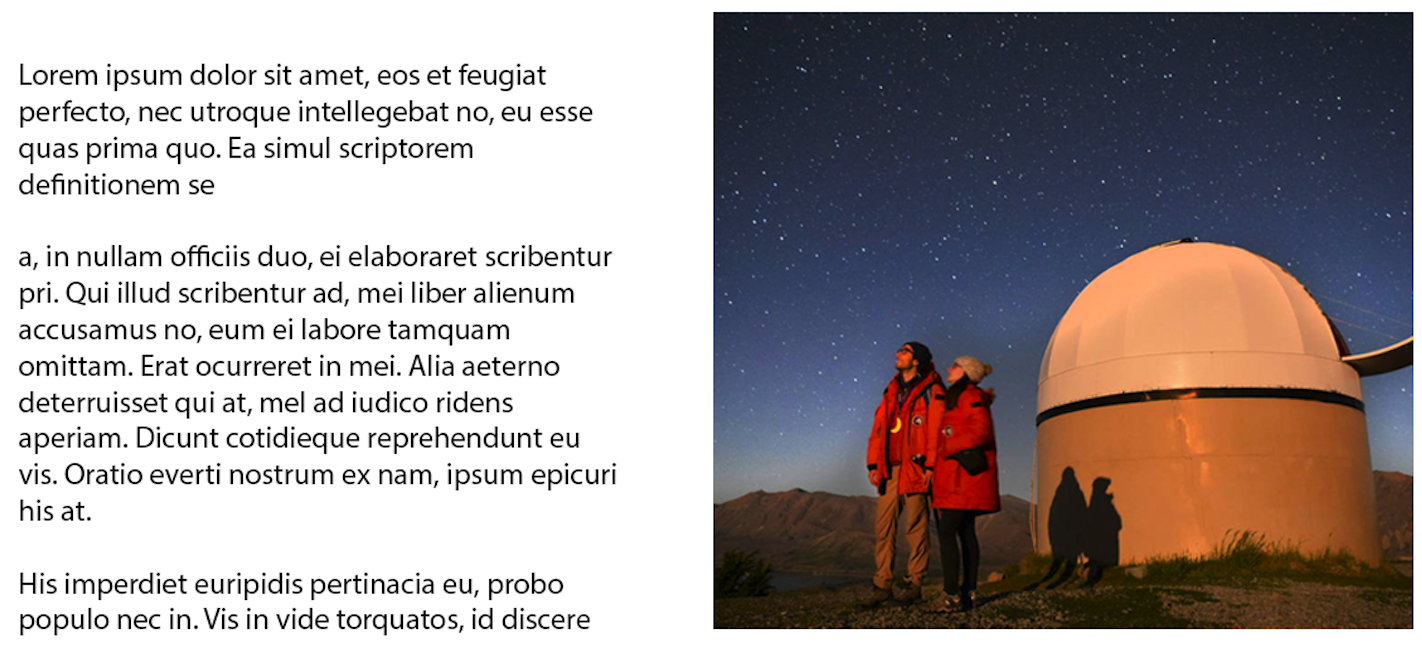 Lorem ipsum dolor sit amet, eos et feugiat
perfecto, nec utroque intellegebat no, eu esse
quas prima quo. Ea simul scriptorem
definitionem se
a, in nullam officiis duo, ei elaboraret scribentur
pri. Qui illud scribentur ad, mei liber alienum
accusamus no, eum ei labore tamquam
omittam. Erat ocurreret in mei. Alia aeterno
deterruisset qui at, mel ad iudico ridens
aperiam. Dicunt cotidieque reprehendunt eu
vis. Oratio everti nostrum ex nam, ipsum epicuri
his at.
His imperdiet euripidis pertinacia eu, probo
populo nec in. Vis in vide torquatos, id discere